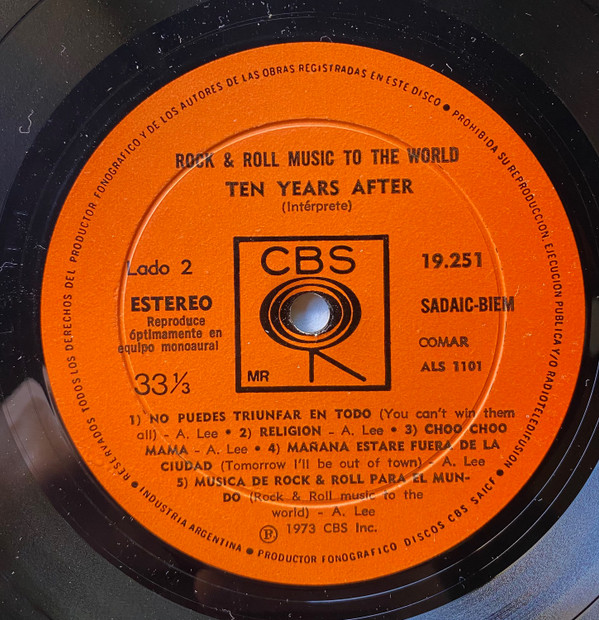 RESERVADOS TODOS LOS DERECHOS DEL PRODUCTOR FONOGRAFICO Y DE LOS AUTORES DE LAS OBRAS REGISTRADAS EN ESTE DISCO ● PROHIBIDA SU REPRODUCCION, EJECUCION PUBLICA Y/O RADIOTELEDIFUSION
ROCK & ROLL MUSIC TO THE WORLD
TEN YEARS AFTER
(Intérprete)
Lado 2
CBS
19.251
ESTEREO
SADAIC-BIEM
Reproduce
óptimamente en
equipo monoaural
COMAR
ALS 1101
33⅓
MR
1) NO PUEDES TRIUNFAR EN TODO (You can't win them
all) - A. Lee • 2) RELIGION - A. Lee • 3) CHOO CHOO
MAMA - A. Lee • 4) MAÑANA ESTARE FUERA DE LA
CIUDAD (Tomorrow I'll be out of town) - A. Lee
5) MUSICA DE ROCK & ROLL PARA EL MUN-
DO (Rock & Roll music to the
world) - A. Lee
Ⓟ 1973 CBS Inc.
● INDUSTRIA ARGENTINA ● PRODUCTOR FONOGRAFICO DISCOS CBS SAICF ●